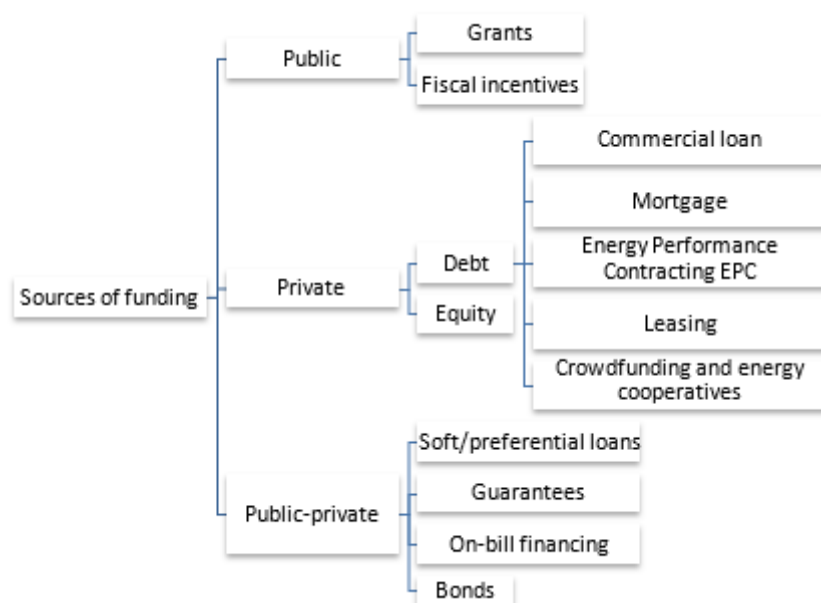 Sources of funding
Public
Grants
Fiscal incentives
Private
Debt
Commercial loan
Mortgage
Energy Performance
Contracting EPC
Leasing
Crowdfunding and energy
cooperatives
Equity
Public-private
Soft/preferential loans
Guarantees
On-bill financing
Bonds